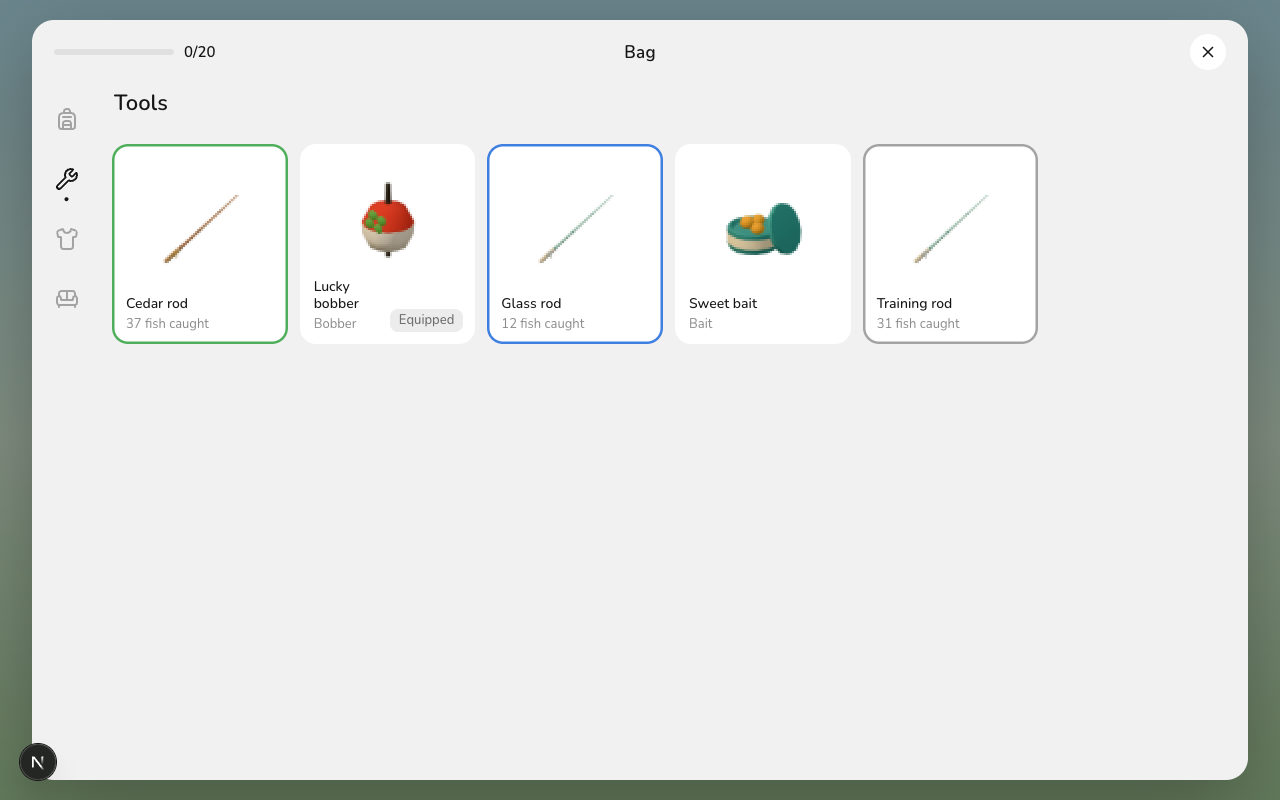 0/20
Bag
Tools
Cedar rod
37 fish caught
Lucky
bobber
Bobber
Equipped
Glass rod
12 fish caught
Sweet bait
Bait
Training rod
31 fish caught
N